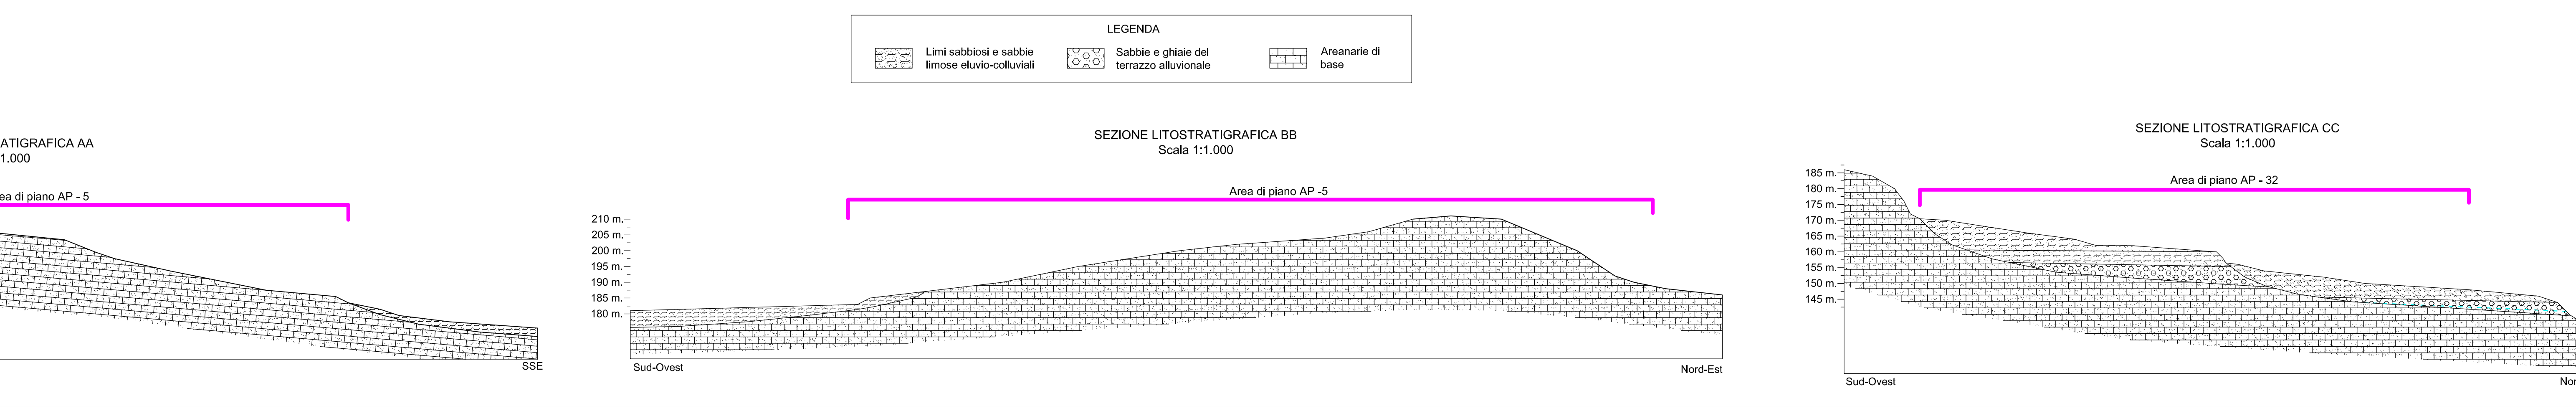 LEGENDA
Limi sabbiosi e sabbie
limose eluvio-colluviali
Sabbie e ghiaie del
terrazzo alluvionale
Areanarie di
base
ATIGRAFICA AA
1.000
ea di piano AP - 5
SSE
SEZIONE LITOSTRATIGRAFICA BB
Scala 1:1.000
Area di piano AP -5
210 m.
205 m.
200 m.
195 m.
190 m.
185 m.
180 m.
Sud-Ovest
Nord-Est
SEZIONE LITOSTRATIGRAFICA CC
Scala 1:1.000
Area di piano AP - 32
185 m.
180 m.
175 m.
170 m.
165 m.
160 m.
155 m.
150 m.
145 m.
Sud-Ovest
Nor